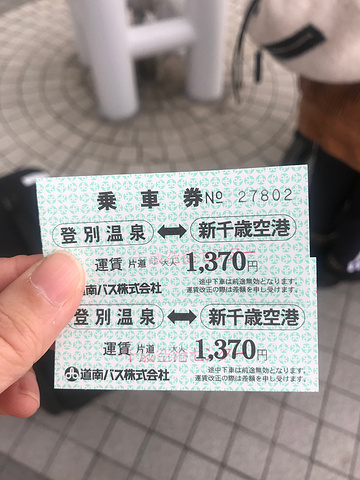 乗車券 No 27802
登別温泉 ⟷ 新千歳空港
運賃 片道 大人 1,370円
途中下車は前途無効となります。
運賃改正の際は差額を申し受けます。
道南バス株式会社
登別温泉 ⟷ 新千歳空港
運賃 片道 大人 1,370円
途中下車は前途無効となります。
運賃改正の際は差額を申し受けます。
道南バス株式会社